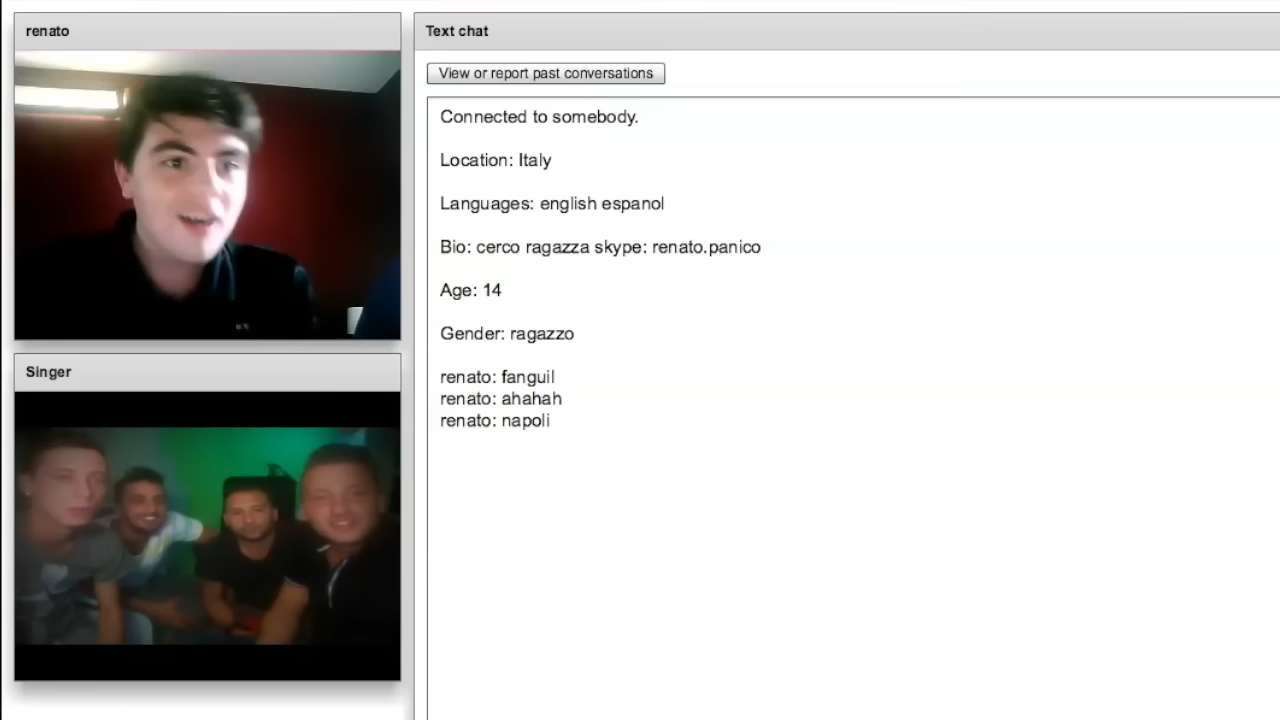 renato
Text chat
View or report past conversations
Connected to somebody.
Location: Italy
Languages: english espanol
Bio: cerco ragazza skype: renato.panico
Age: 14
Gender: ragazzo
renato: fanguil
renato: ahahah
renato: napoli
Singer